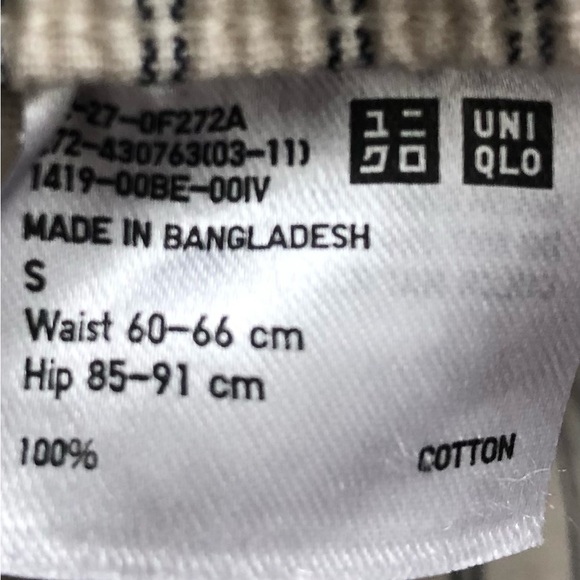 -27-0F272A
72-430763(03-11)
1419-00BE-00IV
ユニ
クロ
UNI
QLO
MADE IN BANGLADESH
S
Waist 60-66 cm
Hip 85-91 cm
100% COTTON